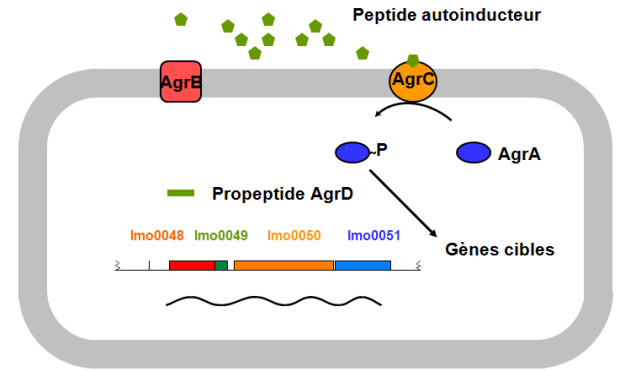 Peptide autoinducteur
AgrB
AgrC
~P
AgrA
Propeptide AgrD
lmo0048 lmo0049 lmo0050 lmo0051
Gènes cibles